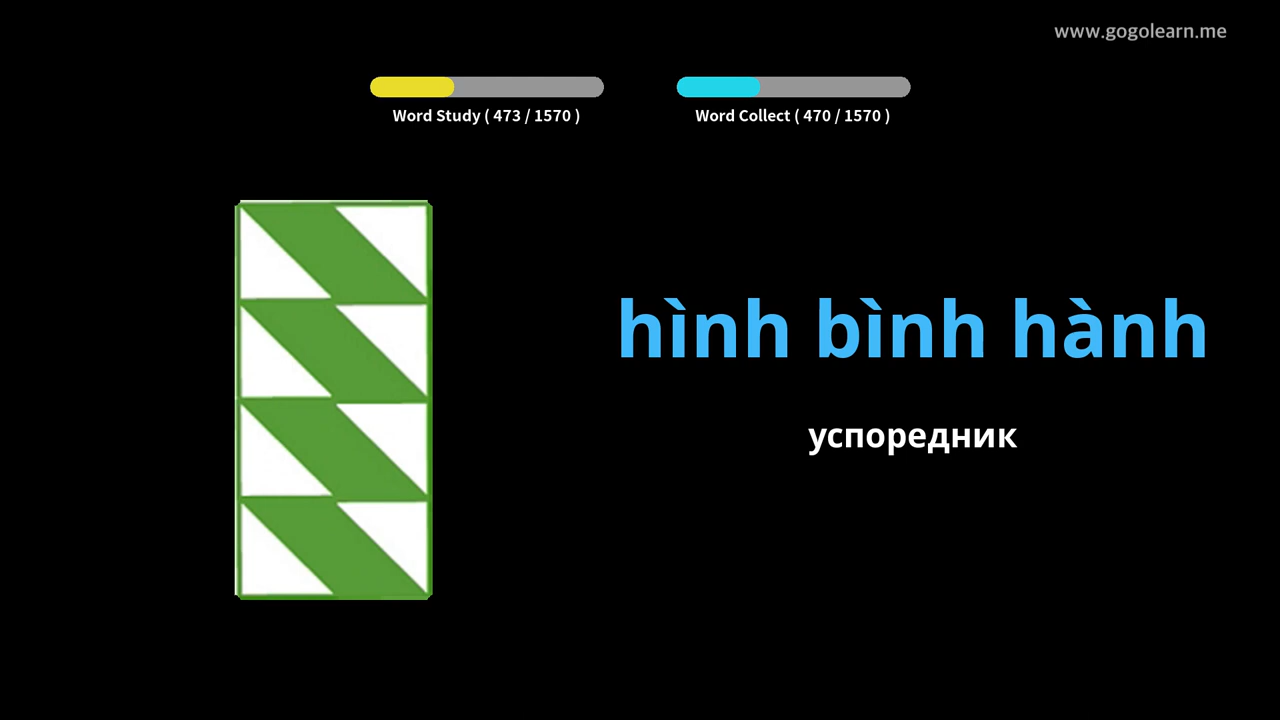 www.gogolearn.me
Word Study ( 473 / 1570 )
Word Collect ( 470 / 1570 )
hình bình hành
успоредник